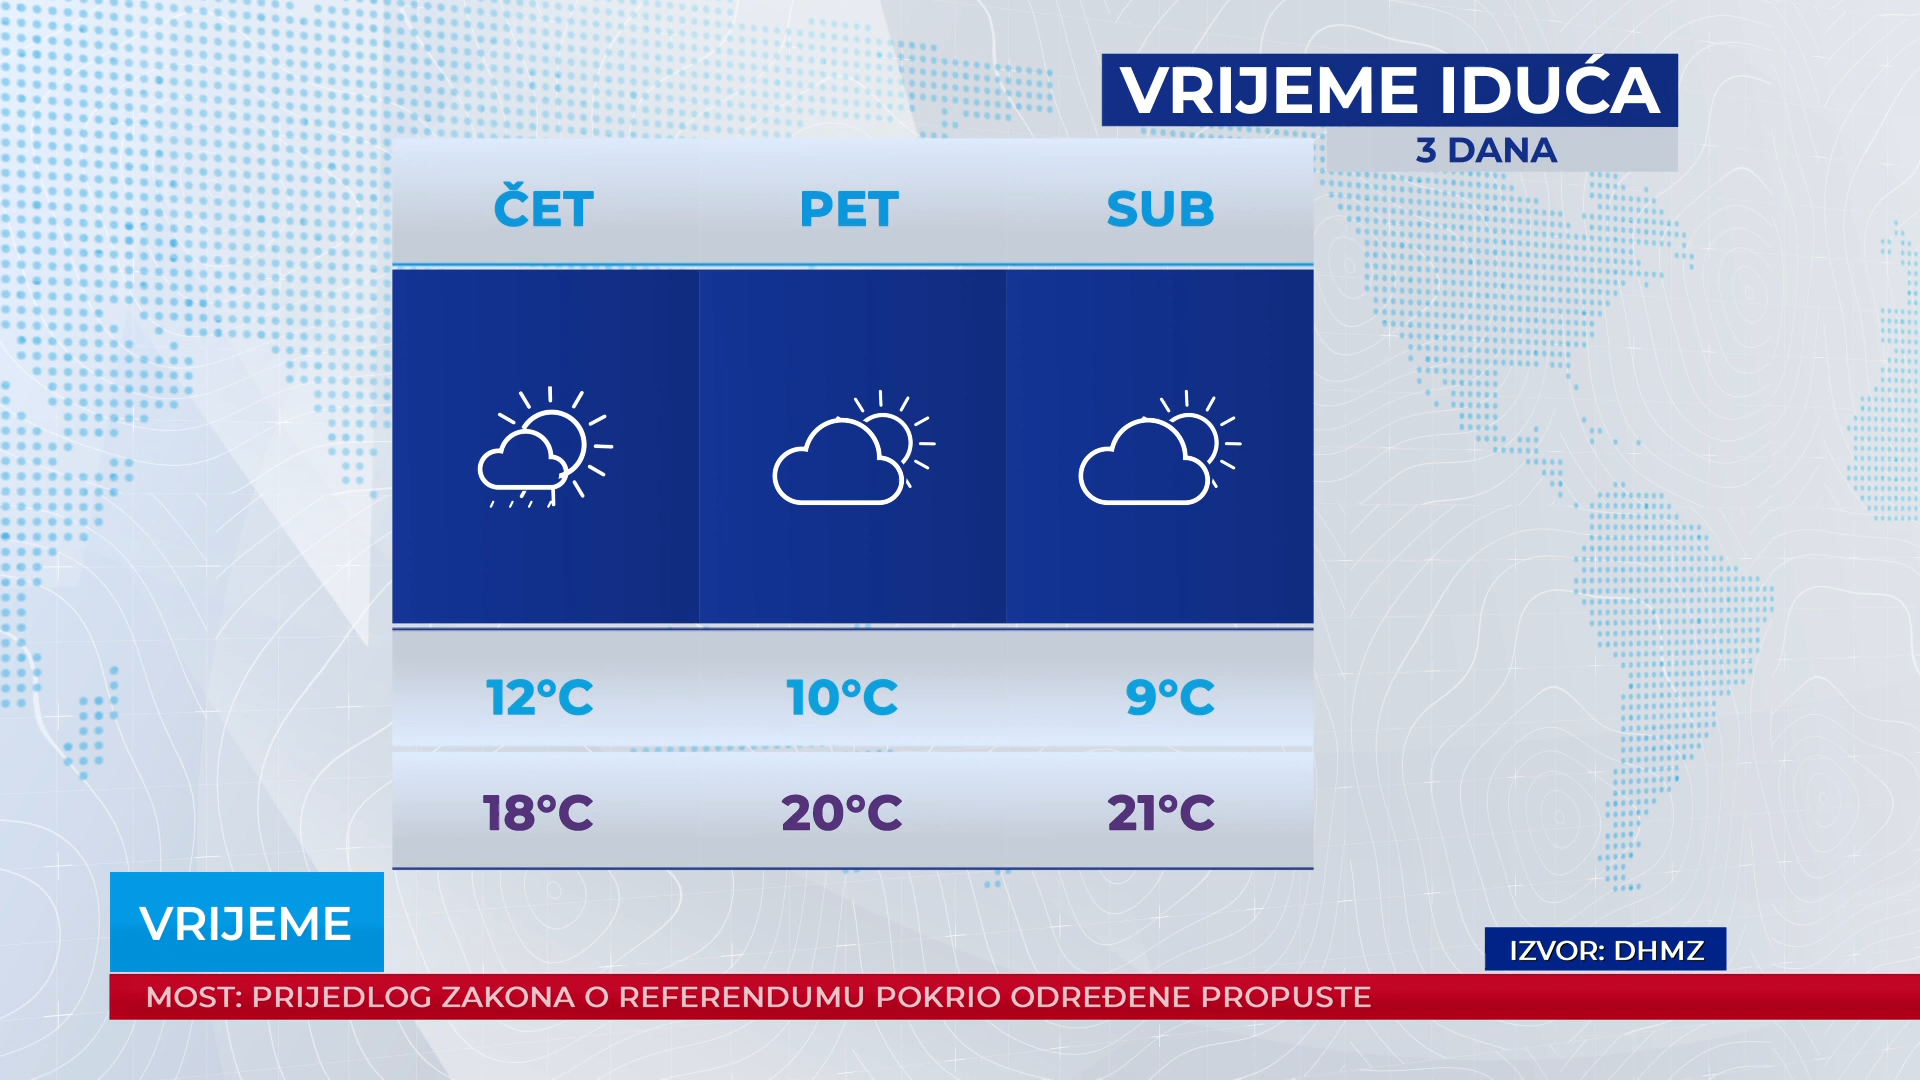 VRIJEME IDUĆA
3 DANA
ČET PET SUB
12°C 10°C 9°C
18°C 20°C 21°C
VRIJEME
IZVOR: DHMZ
MOST: PRIJEDLOG ZAKONA O REFERENDUMU POKRIO ODREĐENE PROPUSTE